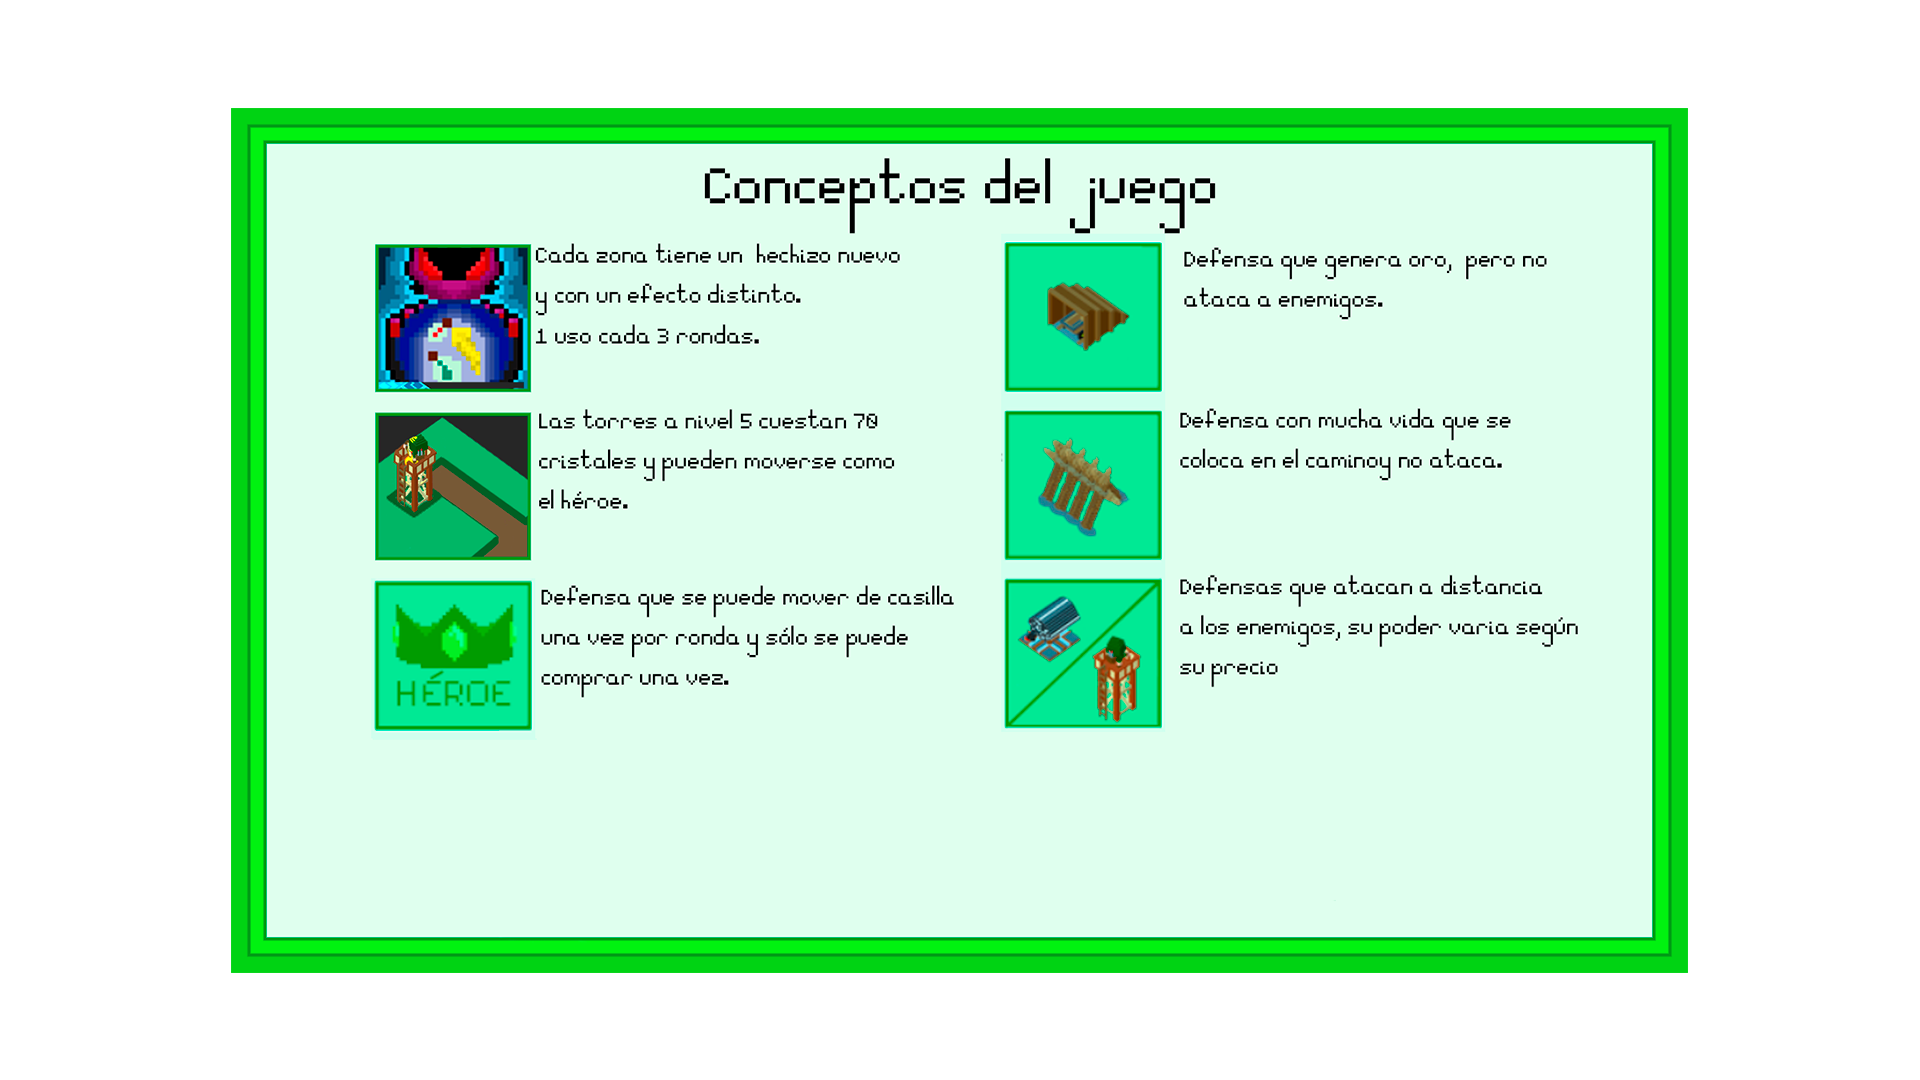 Conceptos del juego
Cada zona tiene un hechizo nuevo
y con un efecto distinto.
1 uso cada 3 rondas.
Las torres a nivel 5 cuestan 70
cristales y pueden moverse como
el héroe.
HÉROE
Defensa que se puede mover de casilla
una vez por ronda y sólo se puede
comprar una vez.
Defensa que genera oro, pero no
ataca a enemigos.
Defensa con mucha vida que se
coloca en el caminoy no ataca.
Defensas que atacan a distancia
a los enemigos, su poder varia según
su precio